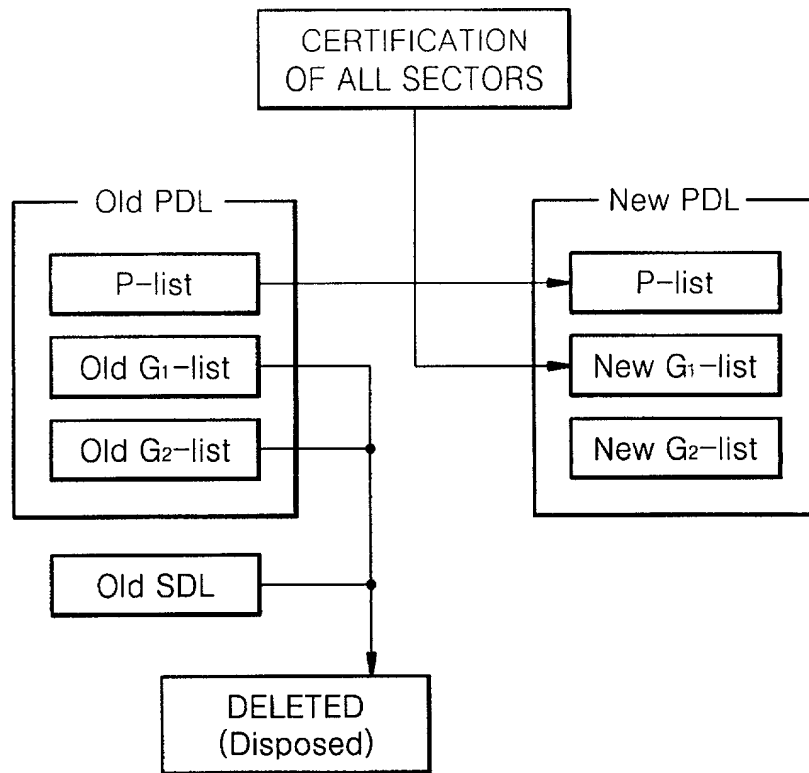 CERTIFICATION
OF ALL SECTORS
Old PDL
P-list
Old G1-list
Old G2-list
Old SDL
New PDL
P-list
New G1-list
New G2-list
DELETED
(Disposed)